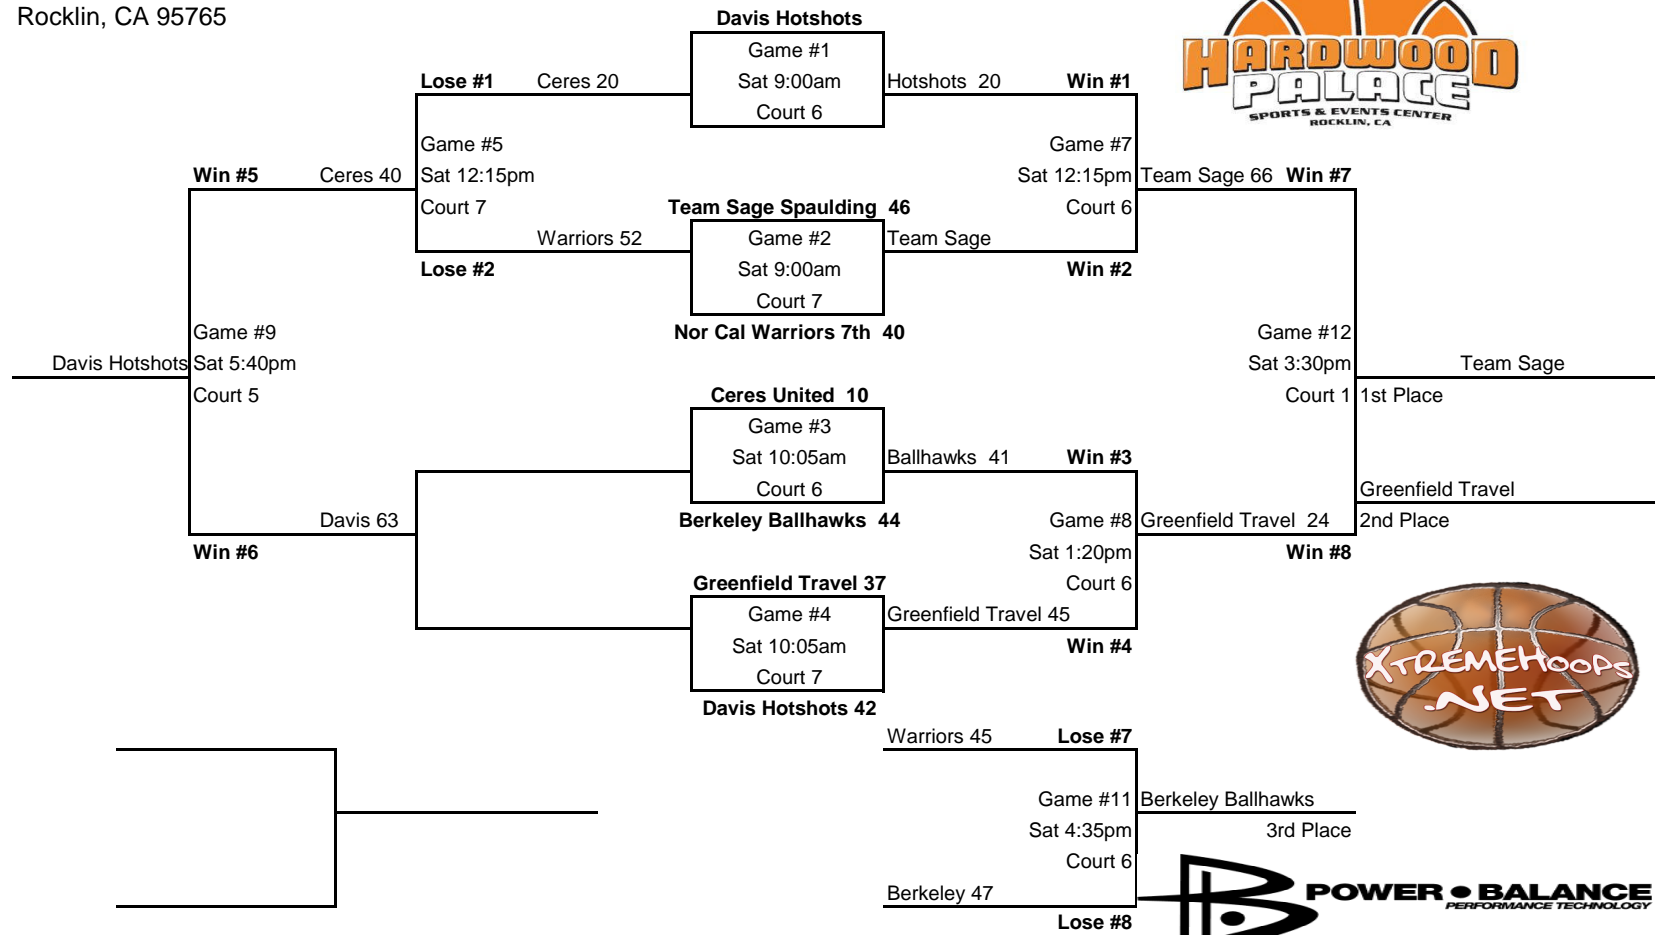 Rocklin, CA 95765
Davis Hotshots
Game #1
Lose #1 Ceres 20 Sat 9:00am Hotshots 20 Win #1
Court 6
HARDWOOD
PALACE
SPORTS & EVENTS CENTER
ROCKLIN, CA
Game #5 Game #7
Win #5 Ceres 40 Sat 12:15pm Sat 12:15pm Team Sage 66 Win #7
Court 7 Team Sage Spaulding 46 Court 6
Warriors 52 Game #2 Team Sage
Lose #2 Sat 9:00am Win #2
Court 7
Game #9 Nor Cal Warriors 7th 40 Game #12
Davis Hotshots Sat 5:40pm Sat 3:30pm Team Sage
Court 5 Ceres United 10 Court 1 1st Place
Game #3
Sat 10:05am Ballhawks 41 Win #3
Court 6 Greenfield Travel
Davis 63 Berkeley Ballhawks 44 Game #8 Greenfield Travel 24 2nd Place
Win #6 Sat 1:20pm Win #8
Greenfield Travel 37 Court 6
Game #4 Greenfield Travel 45
Sat 10:05am Win #4
Court 7
XTREMEHOOPS
.NET
Davis Hotshots 42
Warriors 45 Lose #7
Game #11 Berkeley Ballhawks
Sat 4:35pm 3rd Place
Court 6
Berkeley 47
POWER BALANCE
PERFORMANCE TECHNOLOGY
Lose #8